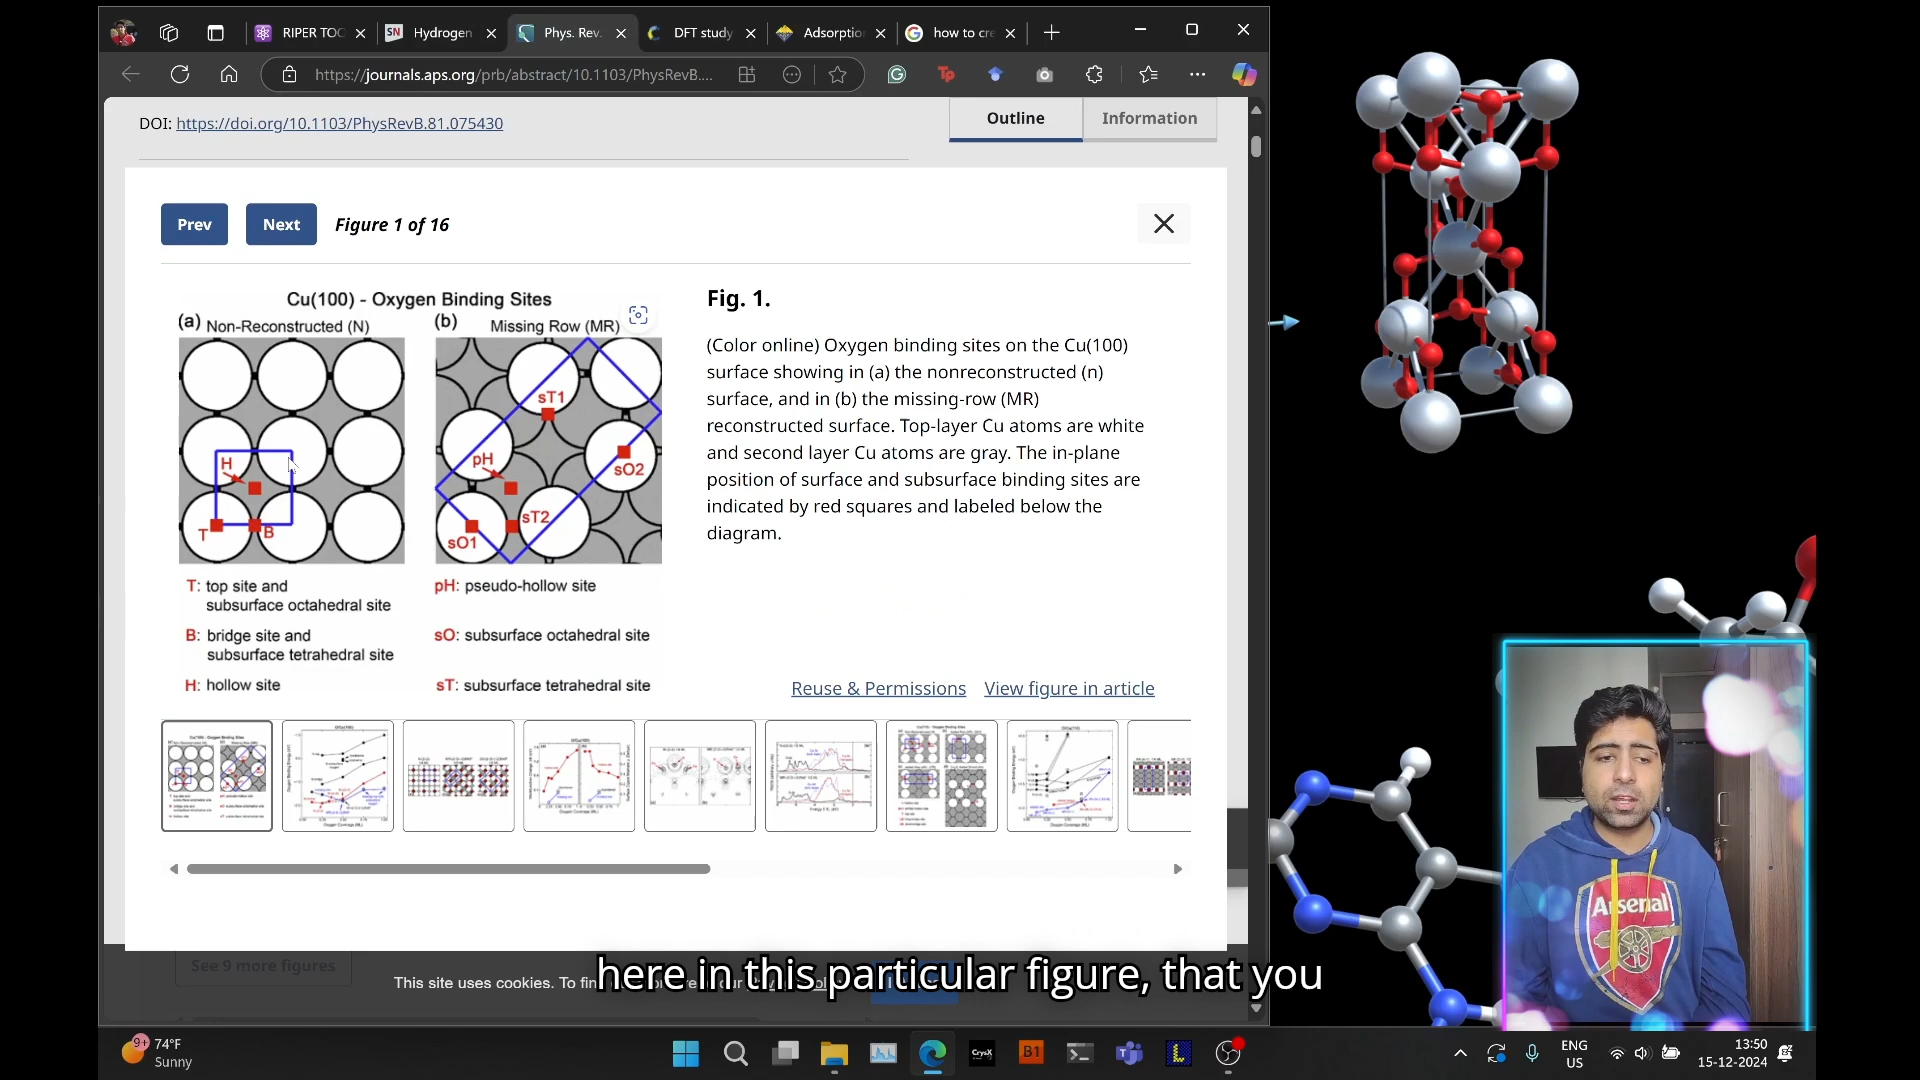 RIPER TOC
Hydrogen
Phys. Rev.
DFT study
Adsorptio
how to cre
https://journals.aps.org/prb/abstract/10.1103/PhysRevB....
DOI: https://doi.org/10.1103/PhysRevB.81.075430
Outline
Information
Prev
Next
Figure 1 of 16
Cu(100) - Oxygen Binding Sites
(a) Non-Reconstructed (N)
(b) Missing Row (MR)
H
T
B
sT1
pH
sO2
sT2
sO1
T: top site and
subsurface octahedral site
B: bridge site and
subsurface tetrahedral site
H: hollow site
pH: pseudo-hollow site
sO: subsurface octahedral site
sT: subsurface tetrahedral site
Fig. 1.
(Color online) Oxygen binding sites on the Cu(100)
surface showing in (a) the nonreconstructed (n)
surface, and in (b) the missing-row (MR)
reconstructed surface. Top-layer Cu atoms are white
and second layer Cu atoms are gray. The in-plane
position of surface and subsurface binding sites are
indicated by red squares and labeled below the
diagram.
Reuse & Permissions
View figure in article
See 9 more figures
This site uses cookies. To fin
here in this particular figure, that you
Arsenal
9+
74°F
Sunny
CrysX
B1
ENG
US
13:50
15-12-2024